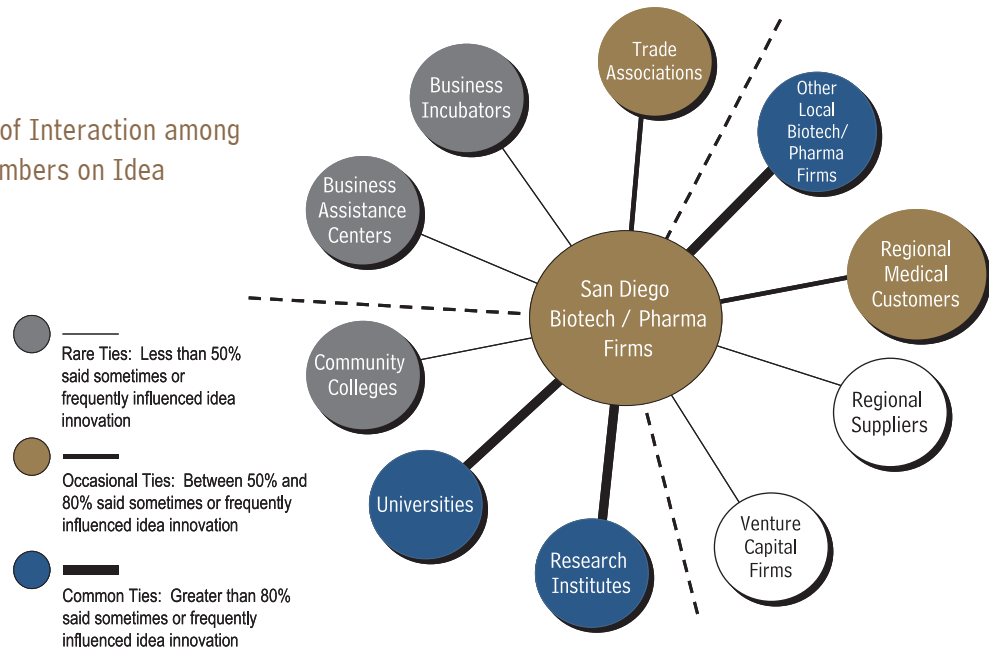 of Interaction among
mbers on Idea
Trade
Associations
Business
Incubators
Other
Local
Biotech/
Pharma
Firms
Business
Assistance
Centers
Regional
Medical
Customers
San Diego
Biotech / Pharma
Firms
Community
Colleges
Regional
Suppliers
Universities
Research
Institutes
Venture
Capital
Firms
Rare Ties: Less than 50%
said sometimes or
frequently influenced idea
innovation
Occasional Ties: Between 50% and
80% said sometimes or frequently
influenced idea innovation
Common Ties: Greater than 80%
said sometimes or frequently
influenced idea innovation